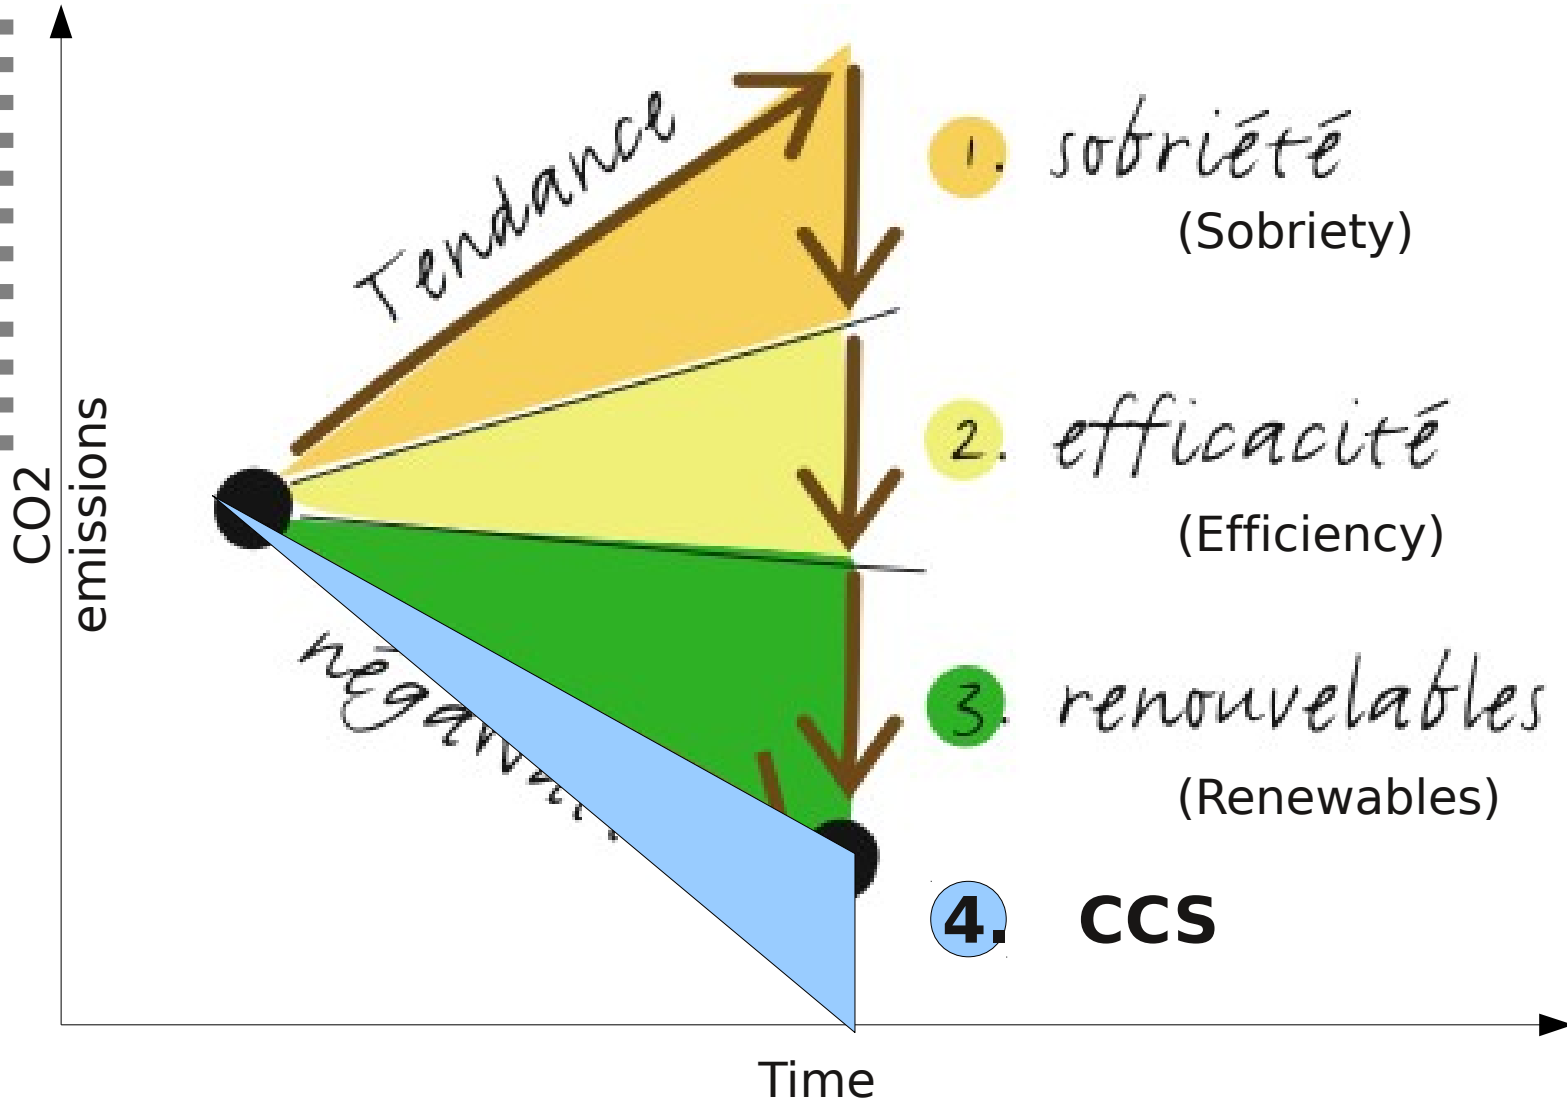 CO2
emissions
Tendance
1. sobriété
(Sobriety)
2. efficacité
(Efficiency)
3. renouvelables
(Renewables)
4. CCS
Time